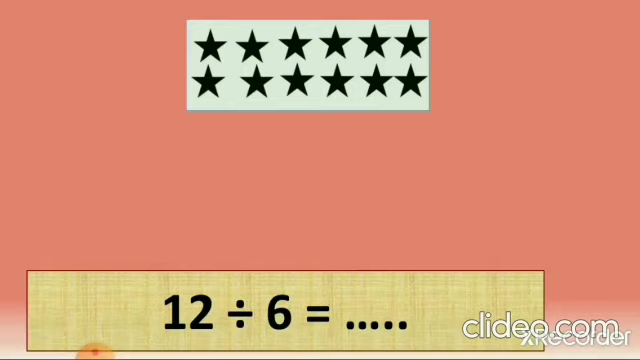 12 ÷ 6 = .....
clideo.com
XRecorder